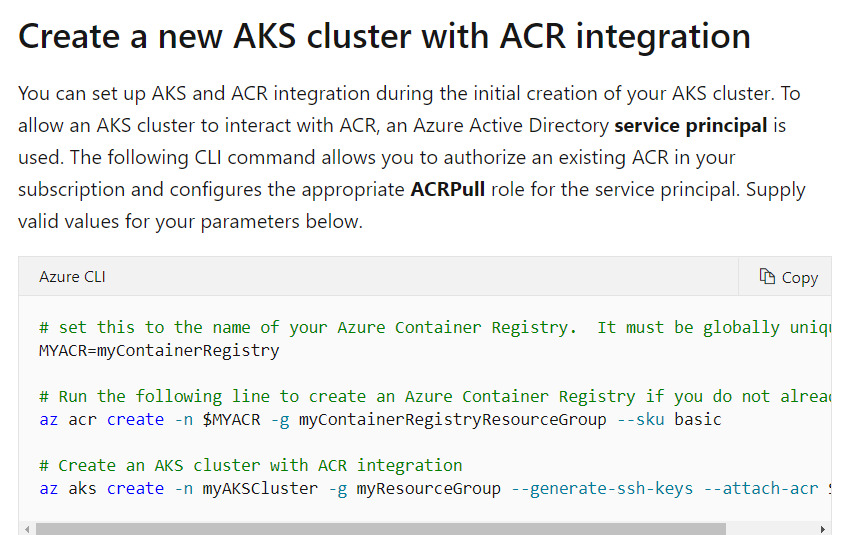 Create a new AKS cluster with ACR integration
You can set up AKS and ACR integration during the initial creation of your AKS cluster. To
allow an AKS cluster to interact with ACR, an Azure Active Directory service principal is
used. The following CLI command allows you to authorize an existing ACR in your
subscription and configures the appropriate ACRPull role for the service principal. Supply
valid values for your parameters below.
Azure CLI Copy
# set this to the name of your Azure Container Registry.  It must be globally
MYACR=myContainerRegistry
# Run the following line to create an Azure Container Registry if you do not
az acr create -n $MYACR -g myContainerRegistryResourceGroup --sku basic
# Create an AKS cluster with ACR integration
az aks create -n myAKSCluster -g myResourceGroup --generate-ssh-keys --attach-acr